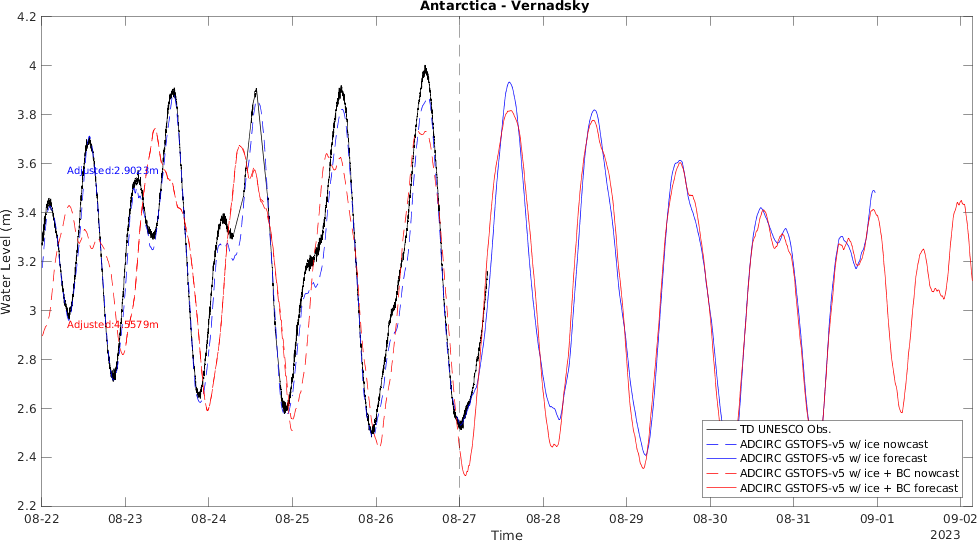 Antarctica - Vernadsky
4.2
4
3.8
3.6
3.4
3.2
3
2.8
2.6
2.4
2.2
Water Level (m)
Adjusted:2.9023m
Adjusted:4.5579m
TD UNESCO Obs.
ADCIRC GSTOFS-v5 w/ ice nowcast
ADCIRC GSTOFS-v5 w/ ice forecast
ADCIRC GSTOFS-v5 w/ ice + BC nowcast
ADCIRC GSTOFS-v5 w/ ice + BC forecast
08-22 08-23 08-24 08-25 08-26 08-27 08-28 08-29 08-30 08-31 09-01 09-02
Time
2023